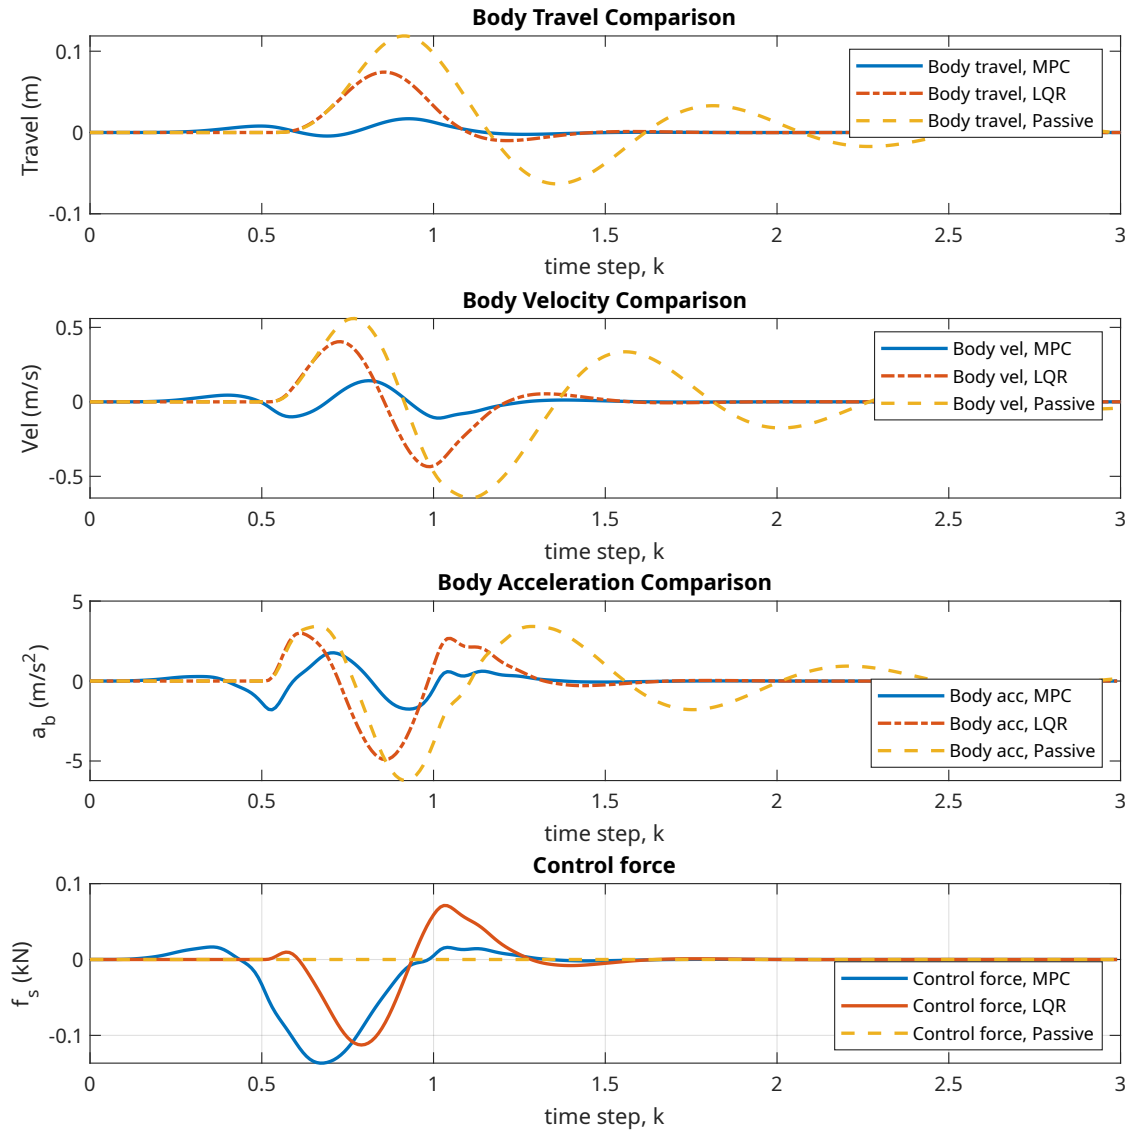 Body Travel Comparison
0.1
0
-0.1
Travel (m)
Body travel, MPC
Body travel, LQR
Body travel, Passive
0 0.5 1 1.5 2 2.5 3
time step, k
Body Velocity Comparison
0.5
0
-0.5
Vel (m/s)
Body vel, MPC
Body vel, LQR
Body vel, Passive
0 0.5 1 1.5 2 2.5 3
time step, k
Body Acceleration Comparison
5
0
-5
a_b (m/s²)
Body acc, MPC
Body acc, LQR
Body acc, Passive
0 0.5 1 1.5 2 2.5 3
time step, k
Control force
0.1
0
-0.1
f_s (kN)
Control force, MPC
Control force, LQR
Control force, Passive
0 0.5 1 1.5 2 2.5 3
time step, k